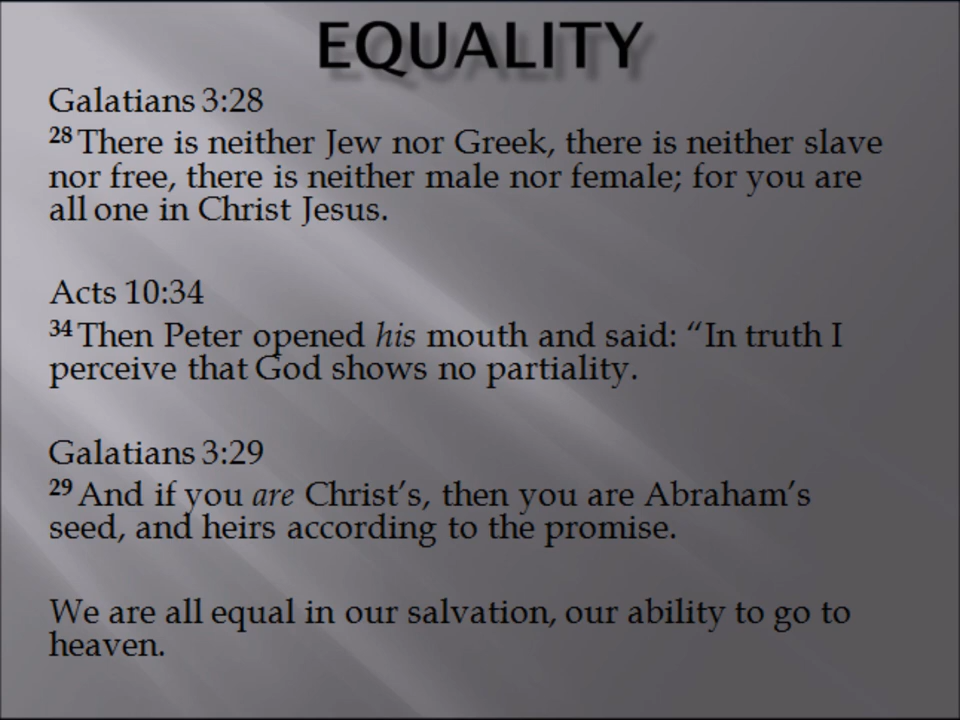 EQUALITY
Galatians 3:28
28 There is neither Jew nor Greek, there is neither slave
nor free, there is neither male nor female; for you are
all one in Christ Jesus.
Acts 10:34
34 Then Peter opened his mouth and said: “In truth I
perceive that God shows no partiality.
Galatians 3:29
29 And if you are Christ’s, then you are Abraham’s
seed, and heirs according to the promise.
We are all equal in our salvation, our ability to go to
heaven.